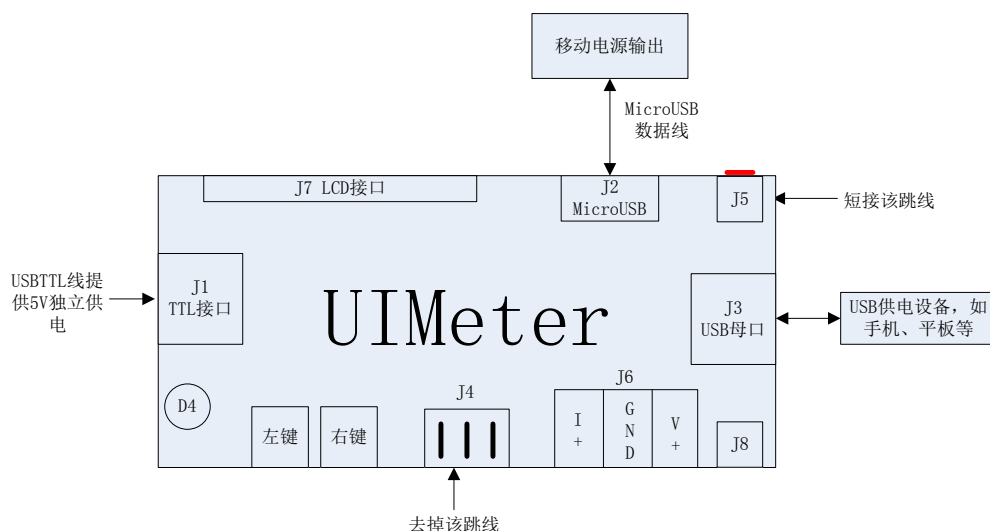 移动电源输出
MicroUSB
数据线
J7 LCD接口
J2
MicroUSB
J5
短接该跳线
USBTTL线提
供5V独立供
电
J1
TTL接口
UIMeter
J3
USB母口
USB供电设备，如
手机、平板等
D4
左键
右键
J4
J6
I
+
G
N
D
V
+
J8
去掉该跳线